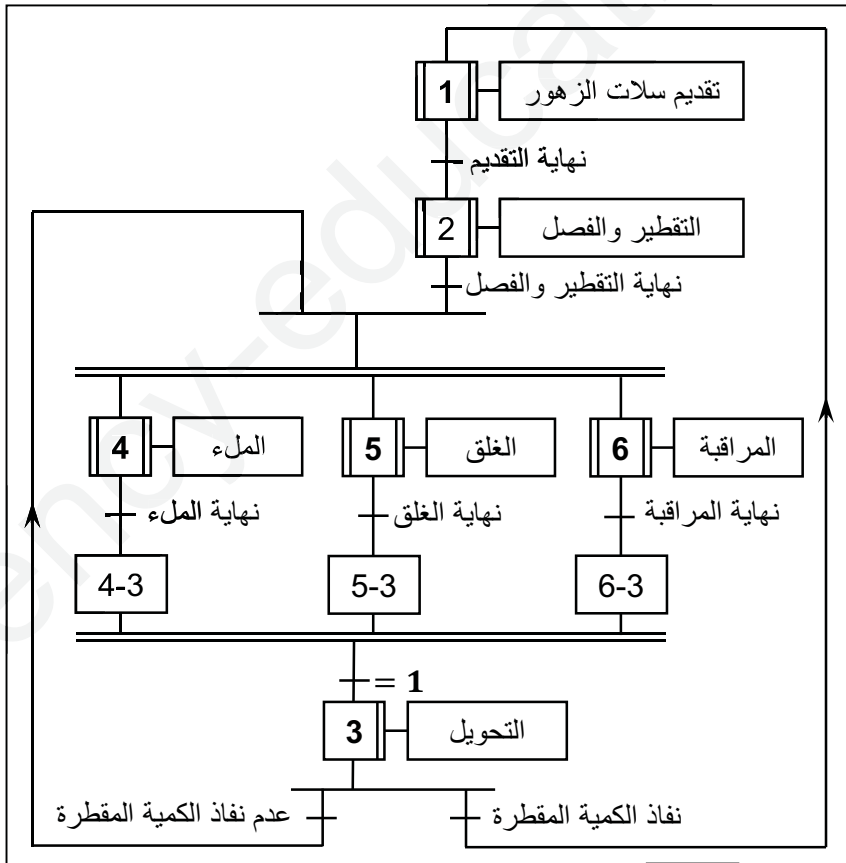 1
تقديم سلات الزهور
نهاية التقديم
2
التقطير والفصل
نهاية التقطير والفصل
4
الملء
5
الغلق
6
المراقبة
نهاية الملء
نهاية الغلق
نهاية المراقبة
4-3
5-3
6-3
= 1
3
التحويل
نفاذ الكمية المقطرة
عدم نفاذ الكمية المقطرة
ency-educat